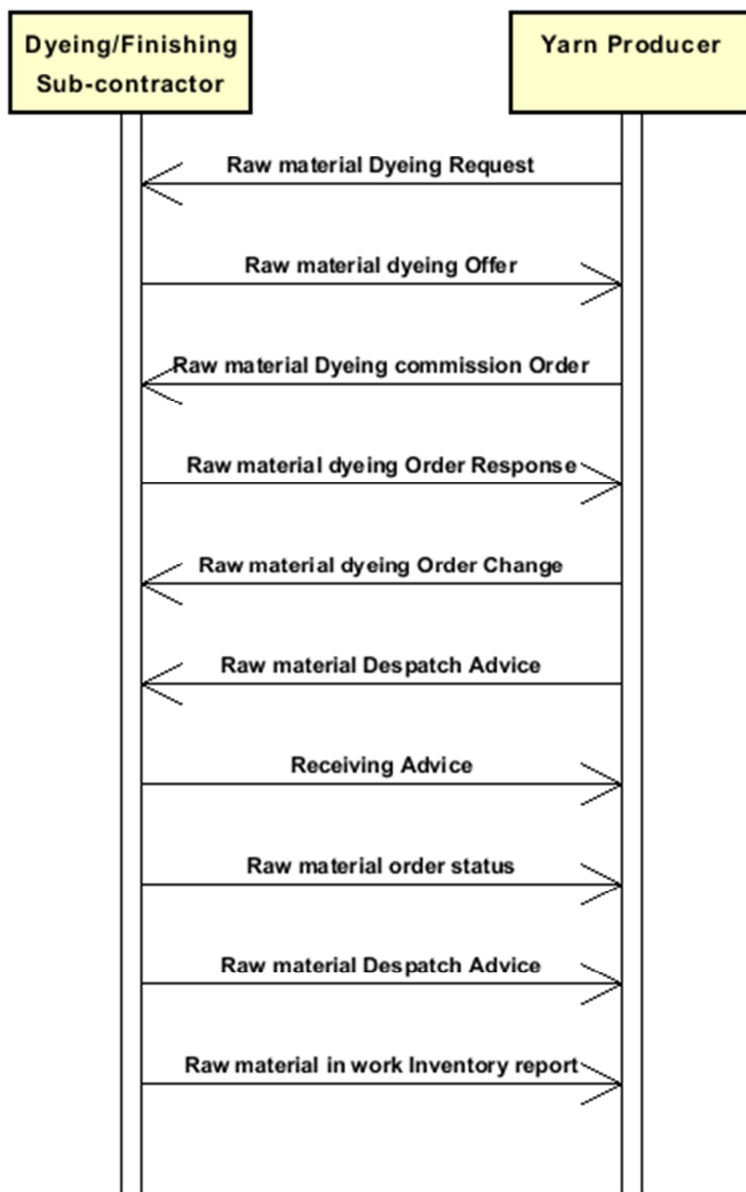 Dyeing/Finishing
Sub-contractor
Yarn Producer
Raw material Dyeing Request
Raw material dyeing Offer
Raw material Dyeing commission Order
Raw material dyeing Order Response
Raw material dyeing Order Change
Raw material Despatch Advice
Receiving Advice
Raw material order status
Raw material Despatch Advice
Raw material in work Inventory report